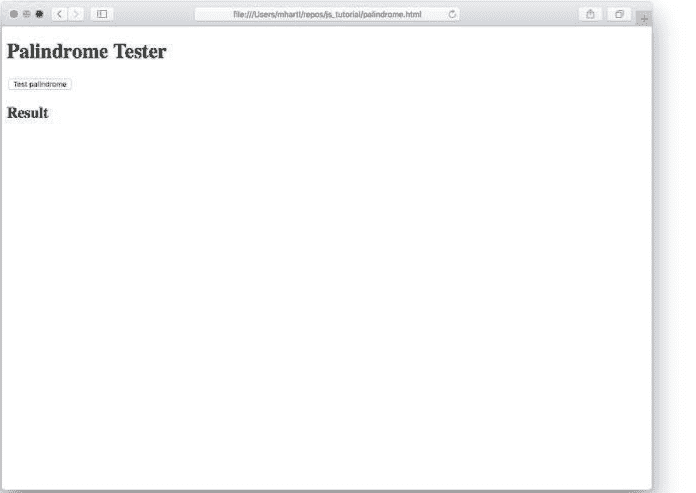 file:///Users/mhartl/repos/js_tutorial/palindrome.html
Palindrome Tester
Test palindrome
Result